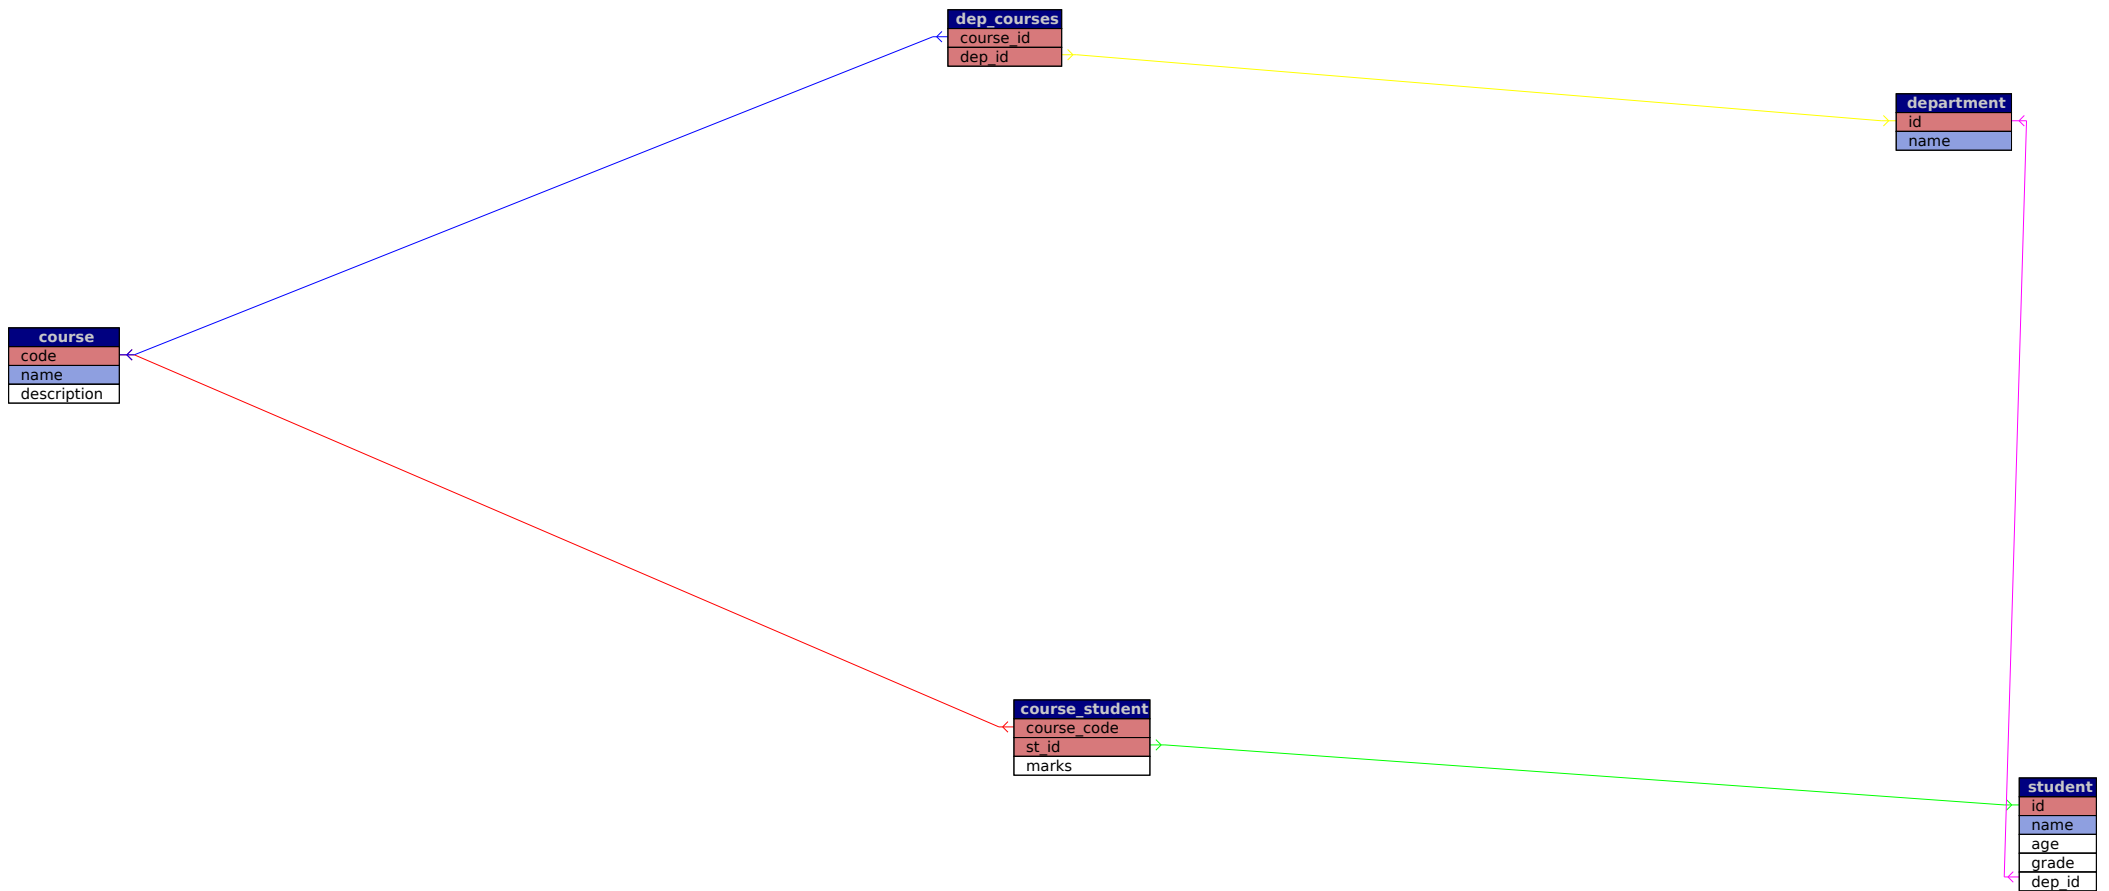 dep_courses
course_id
dep_id
department
id
name
course
code
name
description
course_student
course_code
st_id
marks
student
id
name
age
grade
dep_id